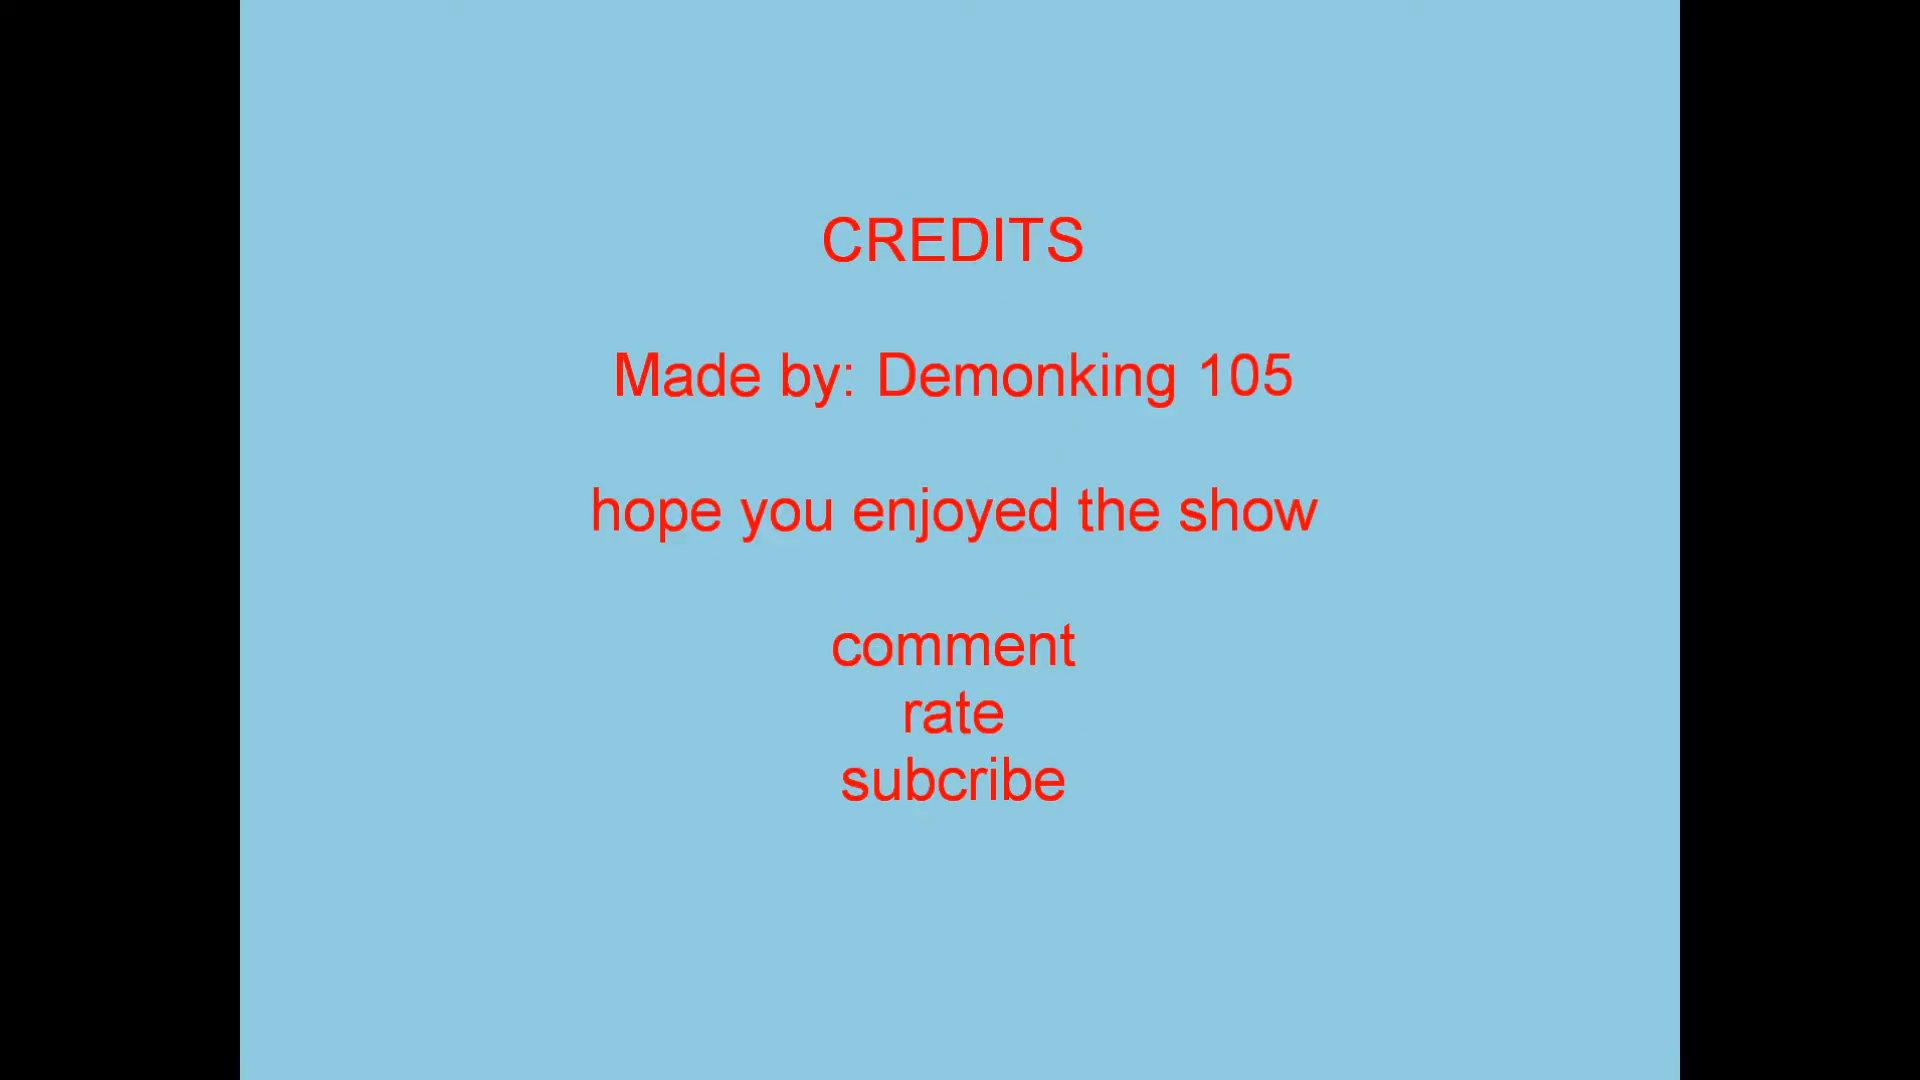 CREDITS
Made by: Demonking 105
hope you enjoyed the show
comment
rate
subcribe